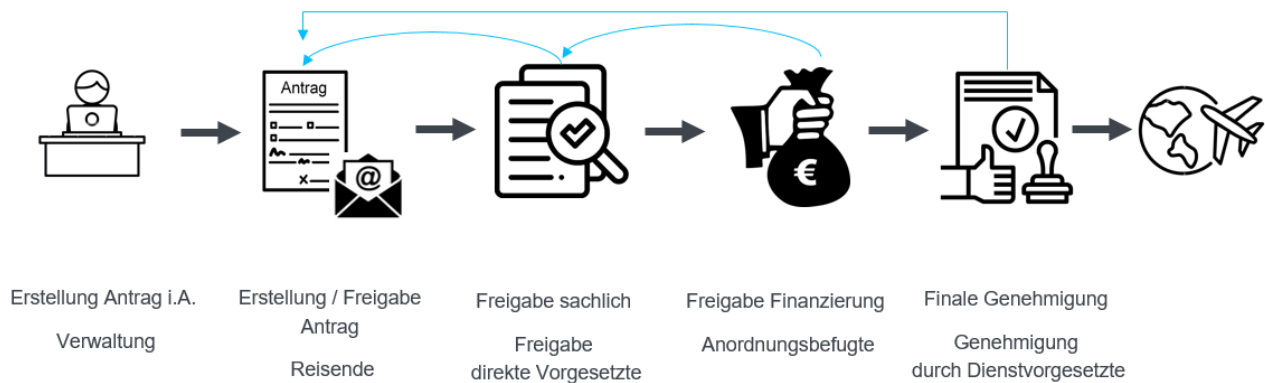 Antrag
@
€
Erstellung Antrag i.A.
Verwaltung
Erstellung / Freigabe
Antrag
Reisende
Freigabe sachlich
Freigabe
direkte Vorgesetzte
Freigabe Finanzierung
Anordnungsbefugte
Finale Genehmigung
Genehmigung
durch Dienstvorgesetzte